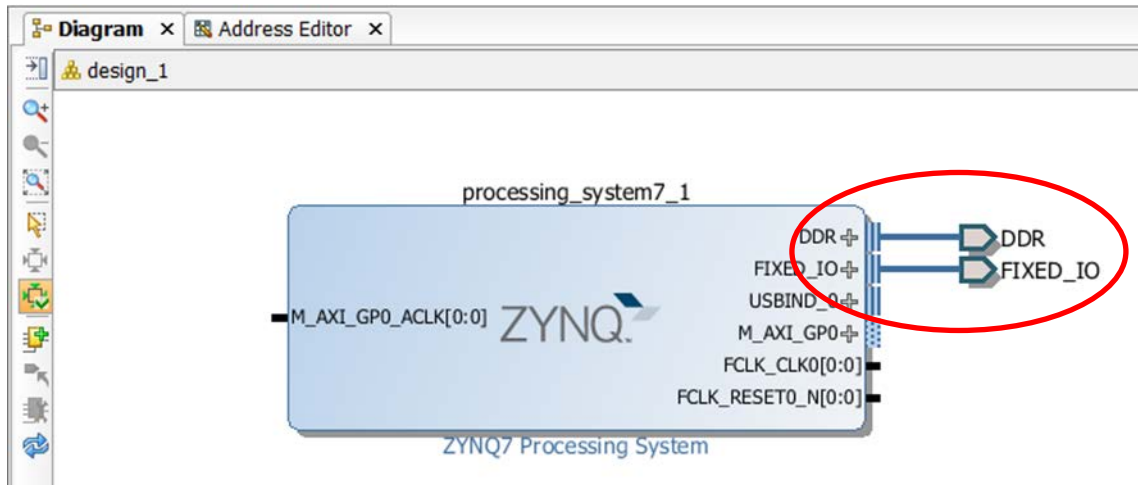 Diagram × Address Editor ×
design_1
processing_system7_1
DDR
DDR
FIXED_IO
FIXED_IO
USBIND_0
M_AXI_GP0_ACLK[0:0]
ZYNQ
M_AXI_GP0
FCLK_CLK0[0:0]
FCLK_RESET0_N[0:0]
ZYNQ7 Processing System